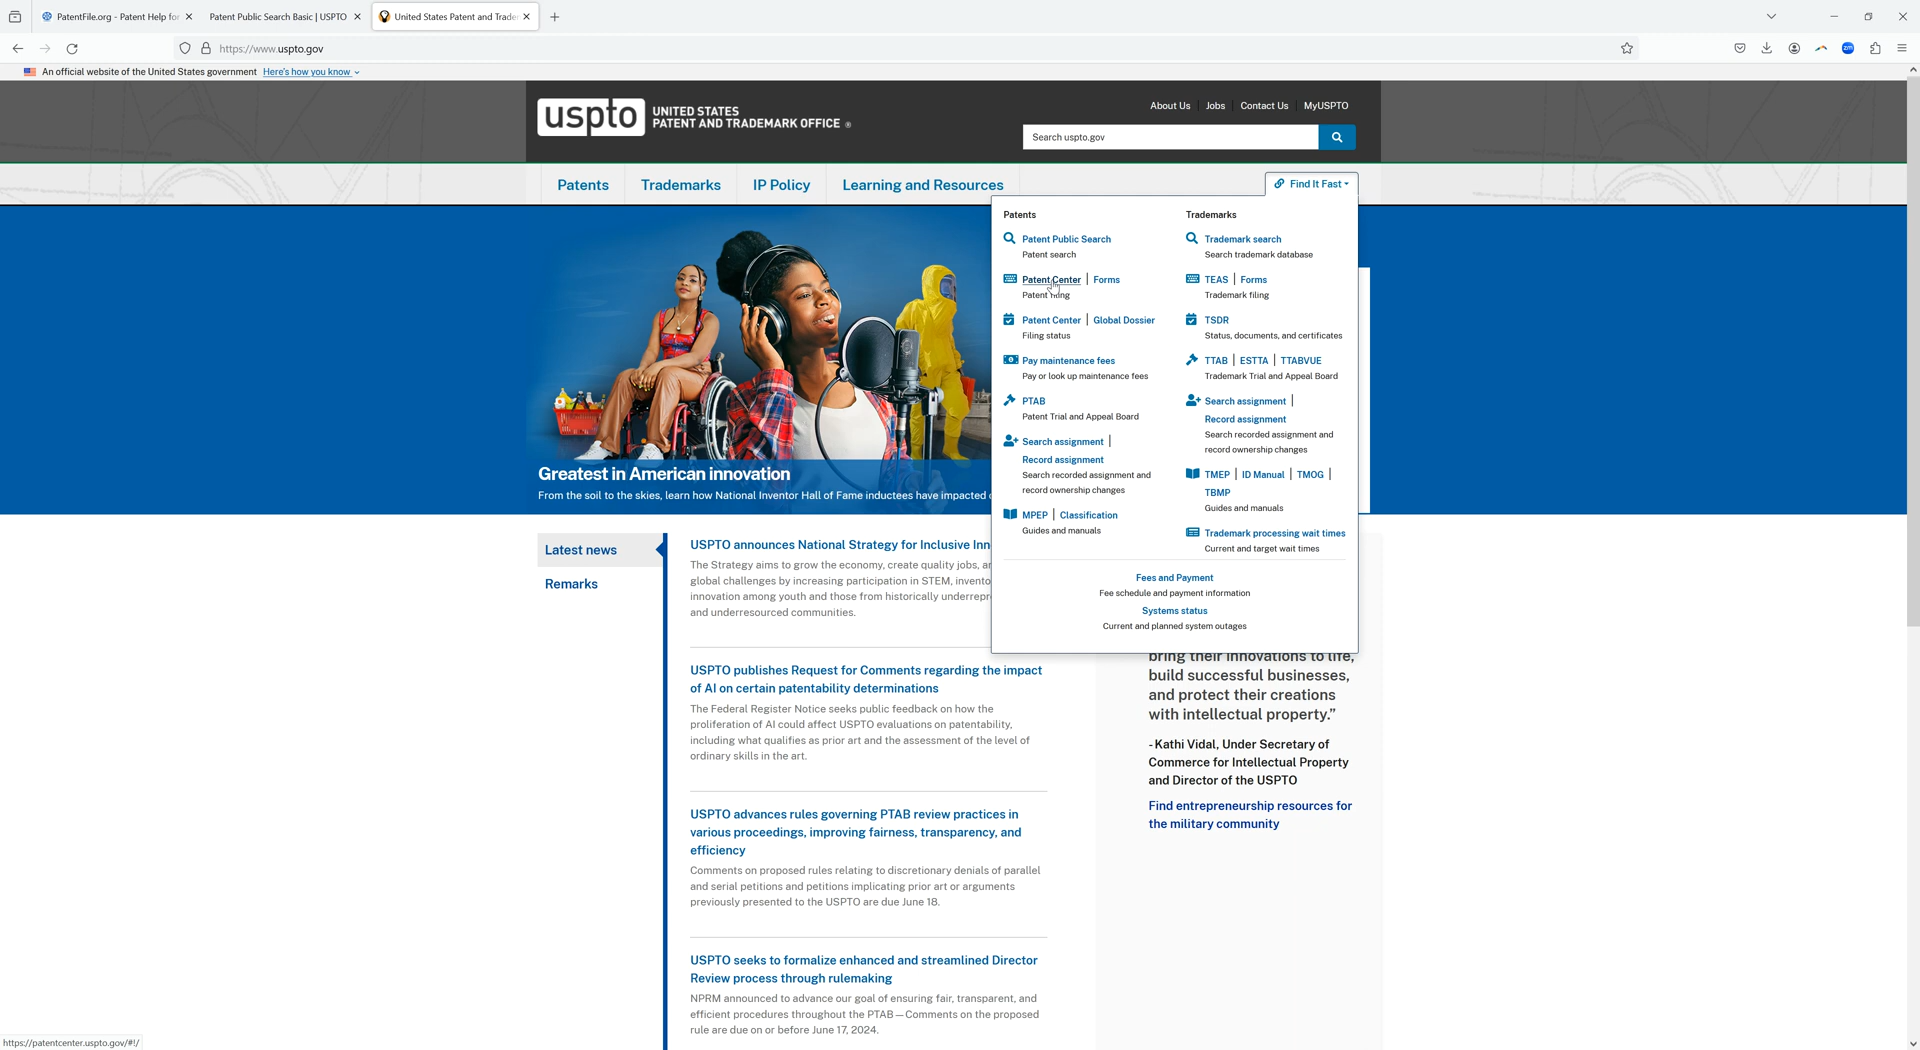 PatentFile.org - Patent Help for
Patent Public Search Basic | USPTO
United States Patent and Trade
https://www.uspto.gov
An official website of the United States government Here's how you know
uspto
UNITED STATES
PATENT AND TRADEMARK OFFICE ®
About Us
Jobs
Contact Us
MyUSPTO
Search uspto.gov
Patents
Trademarks
IP Policy
Learning and Resources
Find It Fast
Patents
Patent Public Search
Patent search
Patent Center | Forms
Patent filing
Patent Center | Global Dossier
Filing status
Pay maintenance fees
Pay or look up maintenance fees
PTAB
Patent Trial and Appeal Board
Search assignment |
Record assignment
Search recorded assignment and
record ownership changes
MPEP | Classification
Guides and manuals
Trademarks
Trademark search
Search trademark database
TEAS | Forms
Trademark filing
TSDR
Status, documents, and certificates
TTAB | ESTTA | TTABVUE
Trademark Trial and Appeal Board
Search assignment |
Record assignment
Search recorded assignment and
record ownership changes
TMEP | ID Manual | TMOG |
TBMP
Guides and manuals
Trademark processing wait times
Current and target wait times
Fees and Payment
Fee schedule and payment information
Systems status
Current and planned system outages
Greatest in American innovation
From the soil to the skies, learn how National Inventor Hall of Fame inductees have impacted
Latest news
Remarks
USPTO announces National Strategy for Inclusive Inn
The Strategy aims to grow the economy, create quality jobs, an
global challenges by increasing participation in STEM, invento
innovation among youth and those from historically underrepr
and underresourced communities.
USPTO publishes Request for Comments regarding the impact
of AI on certain patentability determinations
The Federal Register Notice seeks public feedback on how the
proliferation of AI could affect USPTO evaluations on patentability,
including what qualifies as prior art and the assessment of the level of
ordinary skills in the art.
USPTO advances rules governing PTAB review practices in
various proceedings, improving fairness, transparency, and
efficiency
Comments on proposed rules relating to discretionary denials of parallel
and serial petitions and petitions implicating prior art or arguments
previously presented to the USPTO are due June 18.
USPTO seeks to formalize enhanced and streamlined Director
Review process through rulemaking
NPRM announced to advance our goal of ensuring fair, transparent, and
efficient procedures throughout the PTAB—Comments on the proposed
rule are due on or before June 17, 2024.
bring their innovations to life,
build successful businesses,
and protect their creations
with intellectual property.”
- Kathi Vidal, Under Secretary of
Commerce for Intellectual Property
and Director of the USPTO
Find entrepreneurship resources for
the military community
https://patentcenter.uspto.gov/#!/